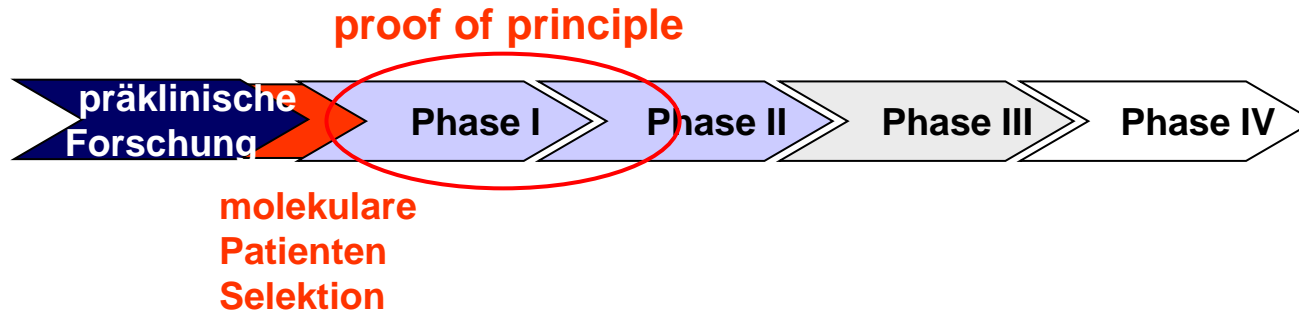 proof of principle
präklinische
Forschung
Phase I
Phase II
Phase III
Phase IV
molekulare
Patienten
Selektion